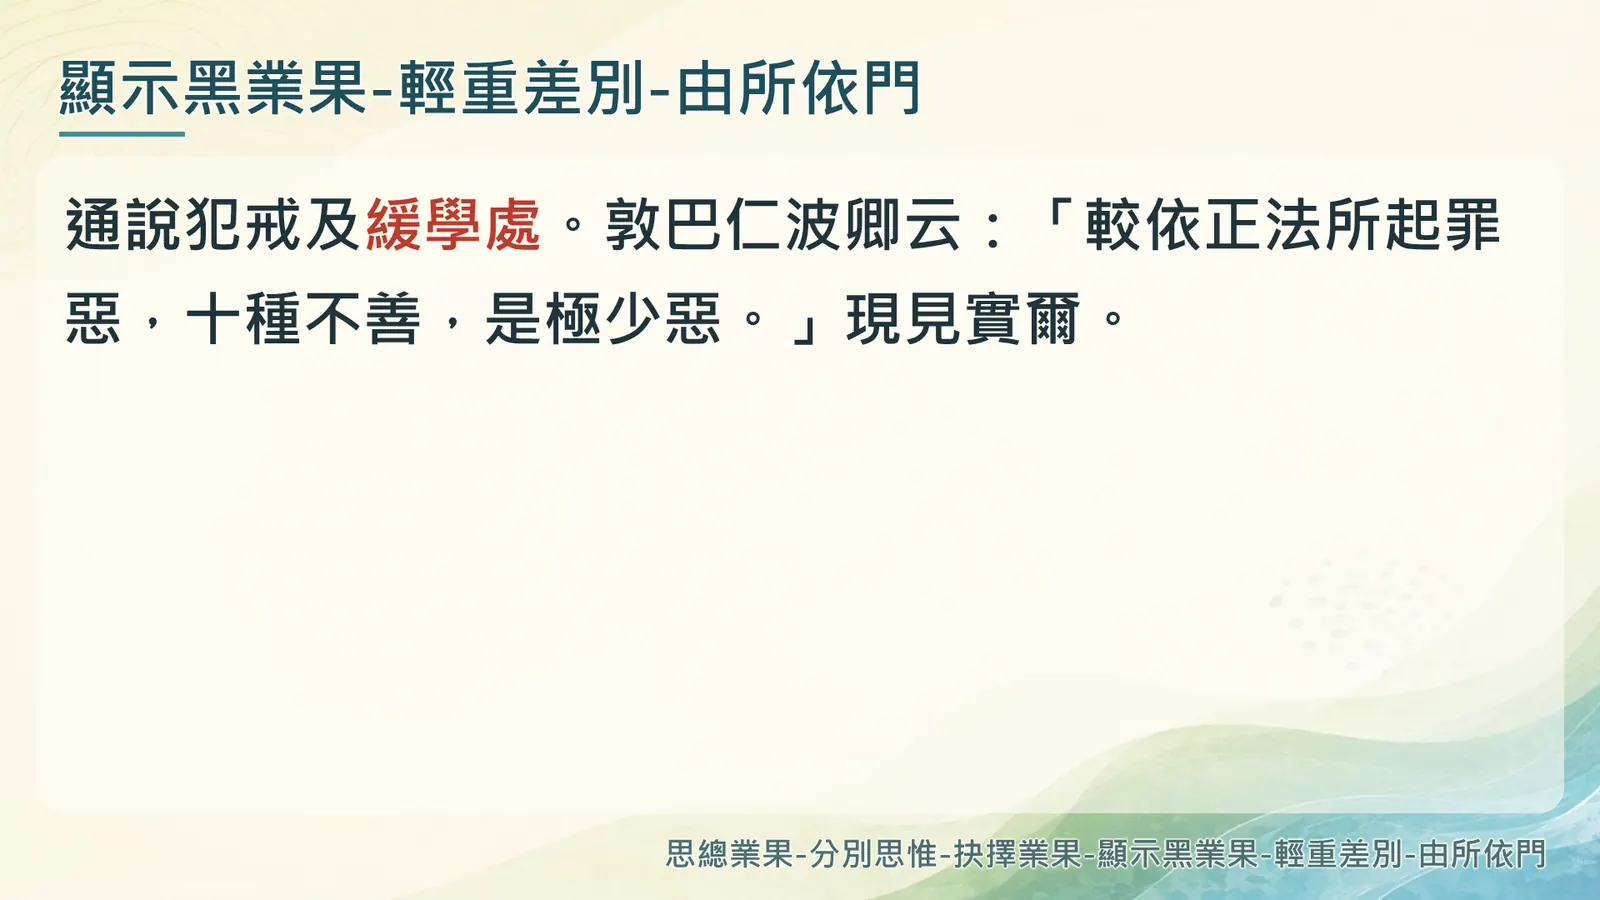 顯示黑業果-輕重差別-由所依門
通說犯戒及緩學處。敦巴仁波卿云：「較依正法所起罪
惡，十種不善，是極少惡。」現見實爾。
思總業果-分別思惟-抉擇業果-顯示黑業果-輕重差別-由所依門